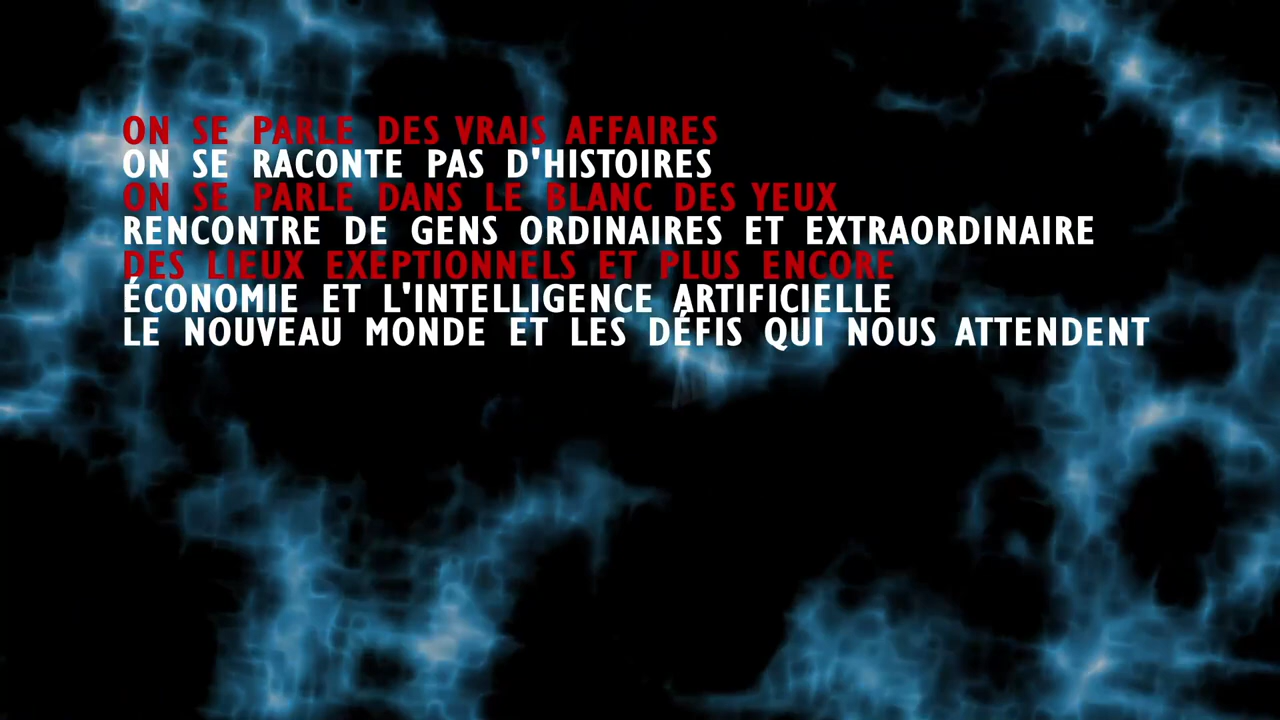 ON SE PARLE DES VRAIS AFFAIRES
ON SE RACONTE PAS D'HISTOIRES
ON SE PARLE DANS LE BLANC DES YEUX
RENCONTRE DE GENS ORDINAIRES ET EXTRAORDINAIRE
DES LIEUX EXEPTIONNELS ET PLUS ENCORE
ÉCONOMIE ET L'INTELLIGENCE ARTIFICIELLE
LE NOUVEAU MONDE ET LES DÉFIS QUI NOUS ATTENDENT